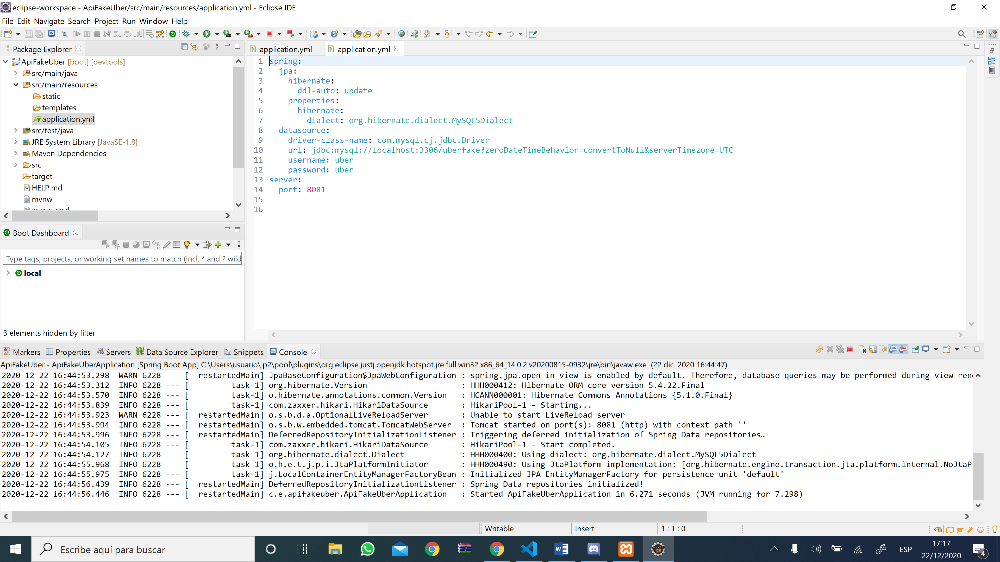 eclipse-workspace - ApiFakeUber/src/main/resources/application.yml - Eclipse IDE
File Edit Navigate Search Project Run Window Help
Package Explorer
ApiFakeUber [boot] [devtools]
src/main/java
src/main/resources
static
templates
application.yml
src/test/java
JRE System Library [JavaSE-1.8]
Maven Dependencies
src
target
HELP.md
mvnw
mvnw.cmd
Boot Dashboard
Type tags, projects, or working set names to match (incl. * and ? wild
local
3 elements hidden by filter
application.yml application.yml
1 spring:
2   jpa:
3     hibernate:
4       ddl-auto: update
5     properties:
6       hibernate:
7         dialect: org.hibernate.dialect.MySQL5Dialect
8   datasource:
9     driver-class-name: com.mysql.cj.jdbc.Driver
10     url: jdbc:mysql://localhost:3306/uberfake?zeroDateTimeBehavior=convertToNull&serverTimezone=UTC
11     username: uber
12     password: uber
13 server:
14   port: 8081
15
16
Markers Properties Servers Data Source Explorer Snippets Console
ApiFakeUber - ApiFakeUberApplication [Spring Boot App] C:\Users\usuario\.p2\pool\plugins\org.eclipse.justj.openjdk.hotspot.jre.full.win32.x86_64_14.0.2.v20200815-0932\jre\bin\javaw.exe (22 dic. 2020 16:44:47)
2020-12-22 16:44:53.298  WARN 6228 --- [  restartedMain] JpaBaseConfiguration$JpaWebConfiguration : spring.jpa.open-in-view is enabled by default. Therefore, database queries may be performed during view ren
2020-12-22 16:44:53.312  INFO 6228 --- [         task-1] org.hibernate.Version                    : HHH000412: Hibernate ORM core version 5.4.22.Final
2020-12-22 16:44:53.570  INFO 6228 --- [         task-1] o.hibernate.annotations.common.Version   : HCANN000001: Hibernate Commons Annotations {5.1.0.Final}
2020-12-22 16:44:53.839  INFO 6228 --- [         task-1] com.zaxxer.hikari.HikariDataSource       : HikariPool-1 - Starting...
2020-12-22 16:44:53.923  WARN 6228 --- [  restartedMain] o.s.b.d.a.OptionalLiveReloadServer       : Unable to start LiveReload server
2020-12-22 16:44:53.994  INFO 6228 --- [  restartedMain] o.s.b.w.embedded.tomcat.TomcatWebServer  : Tomcat started on port(s): 8081 (http) with context path ''
2020-12-22 16:44:53.996  INFO 6228 --- [  restartedMain] DeferredRepositoryInitializationListener : Triggering deferred initialization of Spring Data repositories…
2020-12-22 16:44:54.105  INFO 6228 --- [         task-1] com.zaxxer.hikari.HikariDataSource       : HikariPool-1 - Start completed.
2020-12-22 16:44:54.127  INFO 6228 --- [         task-1] org.hibernate.dialect.Dialect            : HHH000400: Using dialect: org.hibernate.dialect.MySQL5Dialect
2020-12-22 16:44:55.968  INFO 6228 --- [         task-1] o.h.e.t.j.p.i.JtaPlatformInitiator       : HHH000490: Using JtaPlatform implementation: [org.hibernate.engine.transaction.jta.platform.internal.NoJtaP
2020-12-22 16:44:55.975  INFO 6228 --- [         task-1] j.LocalContainerEntityManagerFactoryBean : Initialized JPA EntityManagerFactory for persistence unit 'default'
2020-12-22 16:44:56.439  INFO 6228 --- [  restartedMain] DeferredRepositoryInitializationListener : Spring Data repositories initialized!
2020-12-22 16:44:56.446  INFO 6228 --- [  restartedMain] c.e.apifakeuber.ApiFakeUberApplication   : Started ApiFakeUberApplication in 6.271 seconds (JVM running for 7.298)
Writable Insert 1 : 1 : 0
Escribe aquí para buscar
Java EE
IDE
ESP
17:17
22/12/2020
4